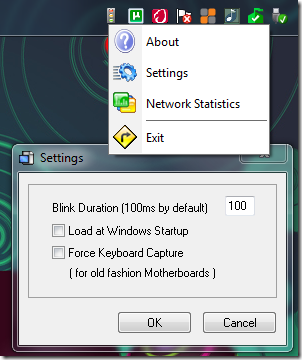 About
Settings
Network Statistics
Exit
Settings
Blink Duration (100ms by default) 100
Load at Windows Startup
Force Keyboard Capture
( for old fashion Motherboards )
OK Cancel